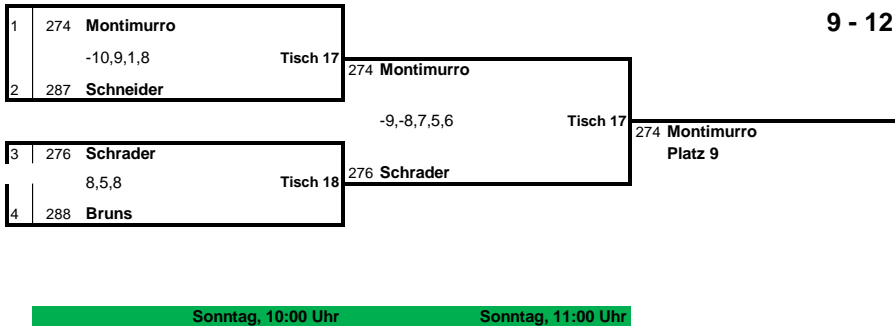 9 - 12
1 274 Montimurro
-10,9,1,8 Tisch 17
274 Montimurro
2 287 Schneider
-9,-8,7,5,6 Tisch 17
274 Montimurro
3 276 Schrader
Platz 9
276 Schrader
8,5,8 Tisch 18
4 288 Bruns
Sonntag, 10:00 Uhr Sonntag, 11:00 Uhr